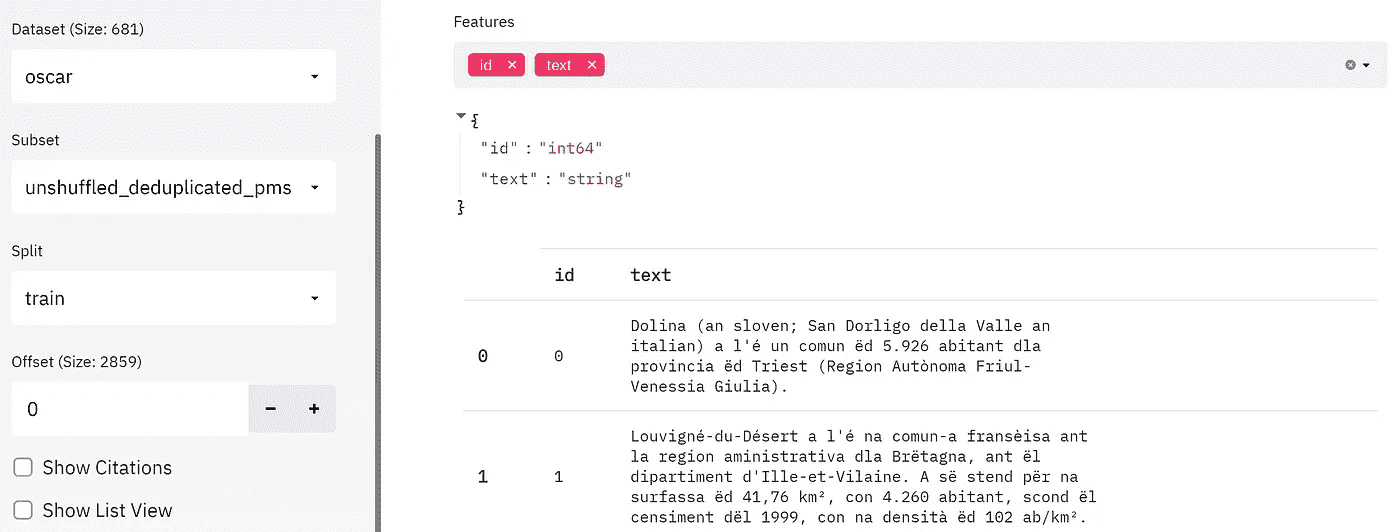 Dataset (Size: 681)
oscar
Subset
unshuffled_deduplicated_pms
Split
train
Offset (Size: 2859)
0
- +
Show Citations
Show List View
Features
id × text ×
{
"id" : "int64"
"text" : "string"
}
id text
0 0
Dolina (an sloven; San Dorligo della Valle an
italian) a l'é un comun ëd 5.926 abitant dla
provincia ëd Triest (Region Autònoma Friul-
Venessia Giulia).
1 1
Louvigné-du-Désert a l'é na comun-a fransèisa ant
la region aministrativa dla Brëtagna, ant ël
dipartiment d'Ille-et-Vilaine. A së stend për na
surfassa ëd 41,76 km², con 4.260 abitant, scond ël
censiment dël 1999, con na densità ëd 102 ab/km².